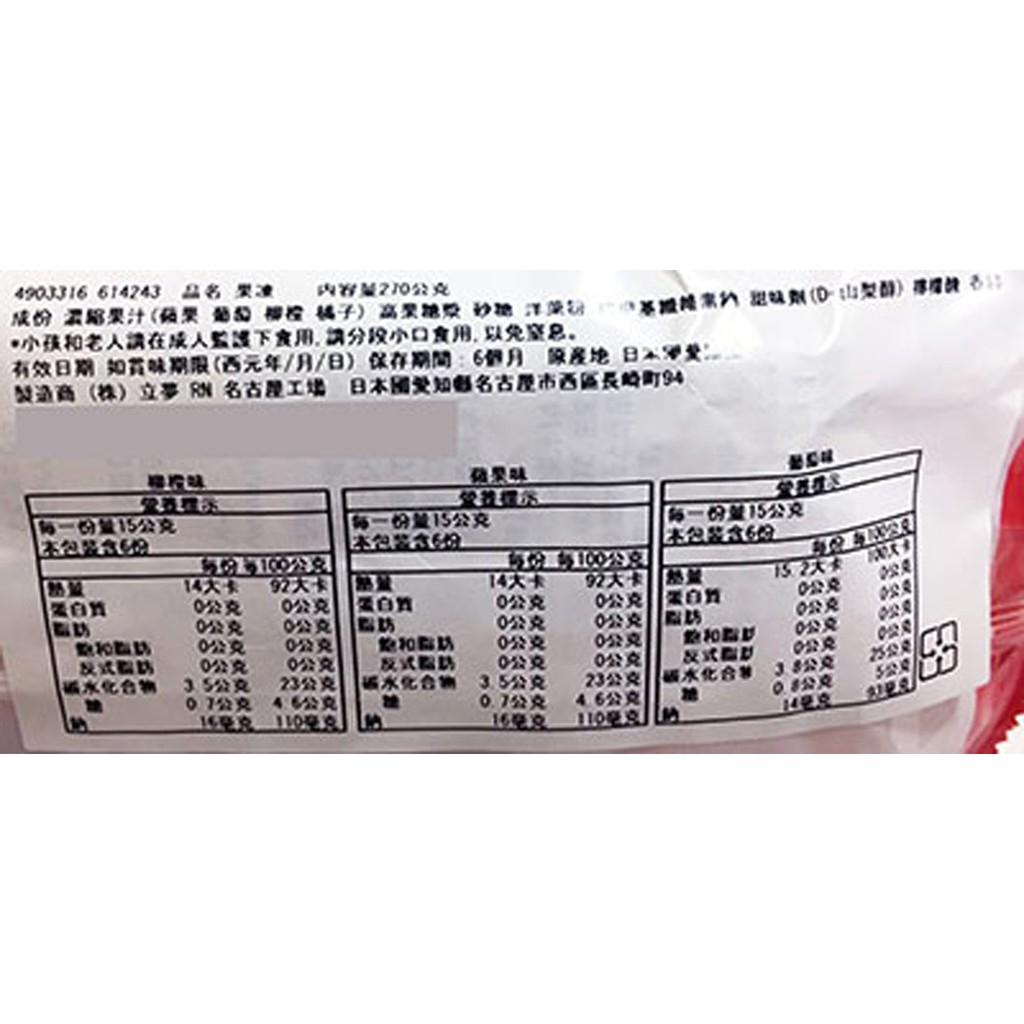 4903316 614243 品名 果凍 內容量270公克
成份 濃縮果汁(蘋果 葡萄 柳橙 橘子) 高果糖漿 砂糖 洋菜粉 基纖維素鈉 甜味劑(D-山梨醇) 檸檬酸
•小孩和老人請在成人監護下食用,請分段小口食用,以免窒息。
有效日期 如賞味期限(西元年/月/日) 保存期間:6個月 原產地 日本
製造商 (株) 立夢 RN 名古屋工場 日本國愛知縣名古屋市西區長崎町94
柳橙味
營養標示
每一份量15公克
本包裝含6份
每份 每100公克
熱量 14大卡 92大卡
蛋白質 0公克 0公克
脂肪 0公克 0公克
飽和脂肪 0公克 0公克
反式脂肪 0公克 0公克
碳水化合物 3.5公克 23公克
糖 0.7公克 4.6公克
鈉 16毫克 110毫克
蘋果味
營養標示
每一份量15公克
本包裝含6份
每份 每100公克
熱量 14大卡 92大卡
蛋白質 0公克 0公克
脂肪 0公克 0公克
飽和脂肪 0公克 0公克
反式脂肪 0公克 0公克
碳水化合物 3.5公克 23公克
糖 0.7公克 4.6公克
鈉 16毫克 110毫克
葡萄味
營養標示
每一份量15公克
本包裝含6份
每份 每100公克
熱量 15.2大卡 100大卡
蛋白質 0公克 0公克
脂肪 0公克 0公克
飽和脂肪 0公克 0公克
反式脂肪 0公克 0公克
碳水化合物 3.8公克 25公克
糖 0.8公克 5公克
鈉 14毫克 93毫克